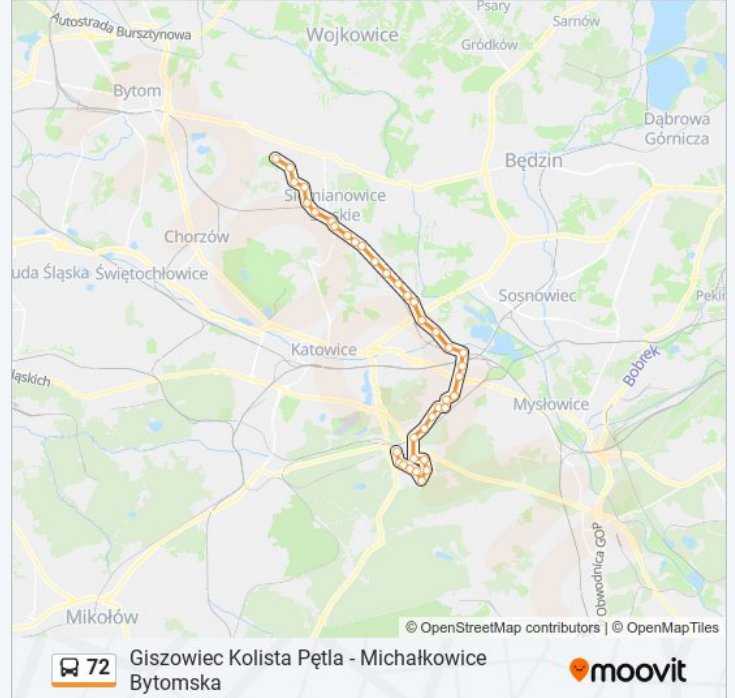 Psary
Autostrada Bursztynowa
Wojkowice
Sarnów
Gródków
Bytom
Dąbrowa
Górnicza
Będzin
Siemianowice
Chorzów
uda Śląska Świętochłowice
Sosnowiec
Pekin
Katowice
ląskich
Bobrek
Mysłowice
Obwodnica GOP
Mikołów
© OpenStreetMap contributors | © OpenMapTiles
72 Giszowiec Kolista Pętla - Michałkowice
Bytomska
moovit